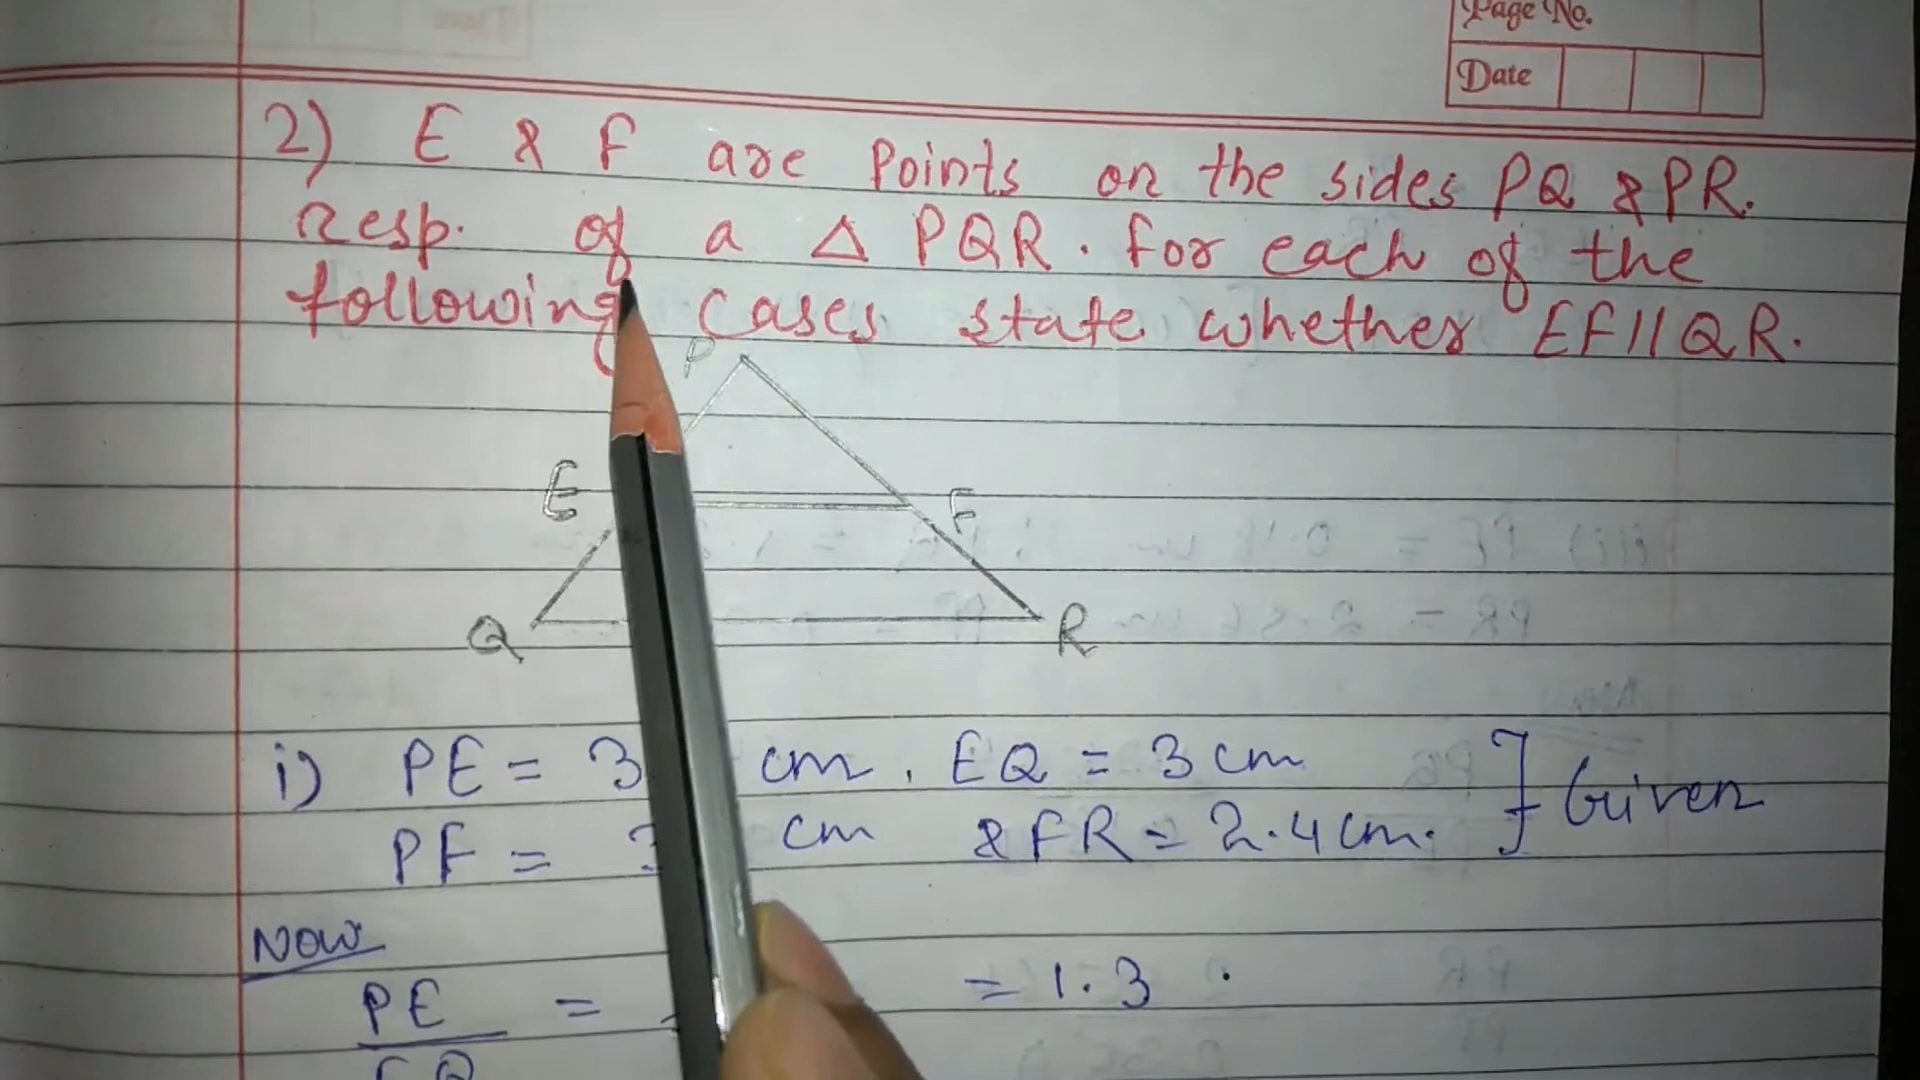 Page No.
Date
2) E & F are Points on the sides PQ & PR.
Resp. of a △ PQR. for each of the
following cases state whether EF || QR.
P
E F
Q R
i) PE = 3 cm, EQ = 3 cm } Given
PF = cm & FR = 2.4 cm.
Now
PE = = 1.3